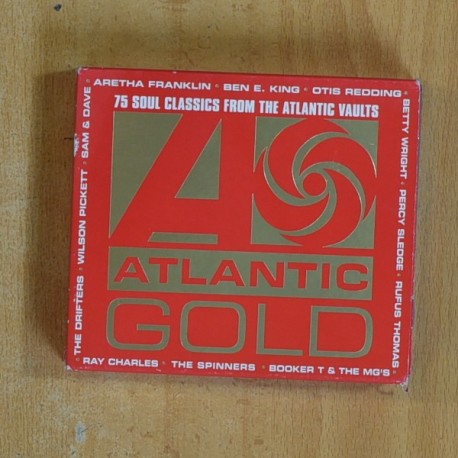 • ARETHA FRANKLIN • BEN E. KING • OTIS REDDING •
75 SOUL CLASSICS FROM THE ATLANTIC VAULTS
BETTY WRIGHT • PERCY SLEDGE • RUFUS THOMAS
A
ATLANTIC
GOLD
• THE DRIFTERS • WILSON PICKETT • SAM & DAVE
• RAY CHARLES • THE SPINNERS • BOOKER T & THE MG'S •